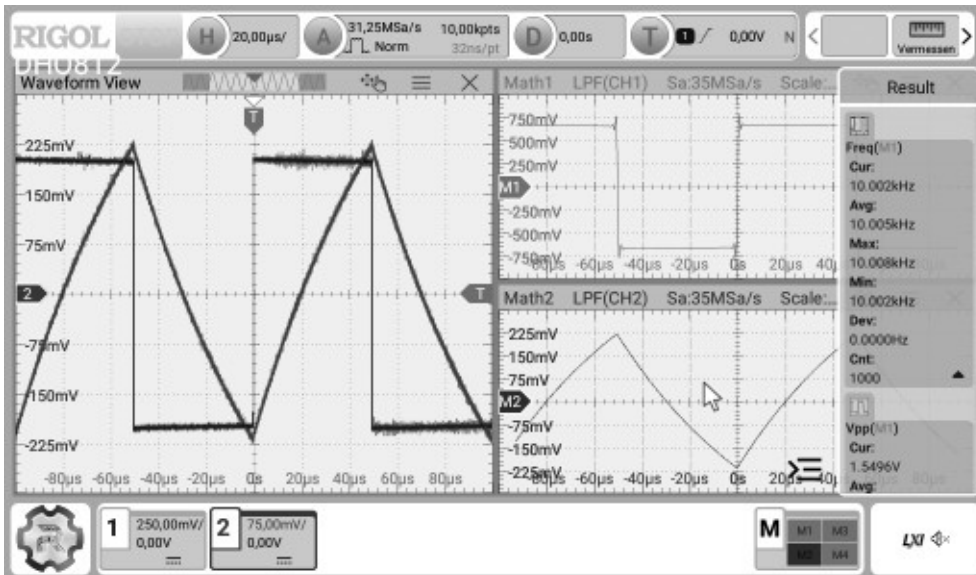 RIGOL
DHO812
H 20,00µs/
A 31,25MSa/s 10,00kpts
Norm 32ns/pt
D 0,00s
T 1 0,00V N
<
Vermessen
>
Waveform View
T
225mV
150mV
75mV
2
T
-75mV
-150mV
-225mV
-80µs -60µs -40µs -20µs 0s 20µs 40µs 60µs 80µs
Math1 LPF(CH1) Sa:35MSa/s Scale:...
750mV
500mV
250mV
M1
-250mV
-500mV
-750mV
-80µs -60µs -40µs -20µs 0s 20µs 40µ
Math2 LPF(CH2) Sa:35MSa/s Scale:...
225mV
150mV
75mV
M2
-75mV
-150mV
-225mV
-80µs -60µs -40µs -20µs 0s 20µs 40µ 80µs
Result
Freq(M1)
Cur:
10.002kHz
Avg:
10.005kHz
Max:
10.008kHz
Min:
10.002kHz
Dev:
0.0000Hz
Cnt:
1000
Vpp(M1)
Cur:
1.5496V
Avg:
1 250,00mV/
0,00V
2 75,00mV/
0,00V
M
M1 M3
M2 M4
LXI